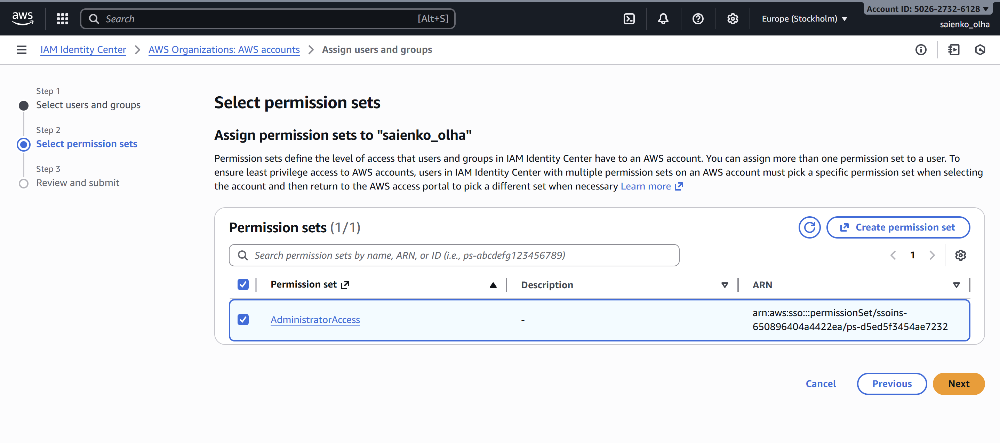 aws
Search
[Alt+S]
Europe (Stockholm)
Account ID: 5026-2732-6128
saienko_olha
IAM Identity Center
AWS Organizations: AWS accounts
Assign users and groups
Step 1
Select users and groups
Step 2
Select permission sets
Step 3
Review and submit
Select permission sets
Assign permission sets to "saienko_olha"
Permission sets define the level of access that users and groups in IAM Identity Center have to an AWS account. You can assign more than one permission set to a user. To
ensure least privilege access to AWS accounts, users in IAM Identity Center with multiple permission sets on an AWS account must pick a specific permission set when selecting
the account and then return to the AWS access portal to pick a different set when necessary Learn more
Permission sets (1/1)
Create permission set
Search permission sets by name, ARN, or ID (i.e., ps-abcdefg123456789)
1
Permission set
Description
ARN
AdministratorAccess
-
arn:aws:sso:::permissionSet/ssoins-
650896404a4422ea/ps-d5ed5f3454ae7232
Cancel
Previous
Next